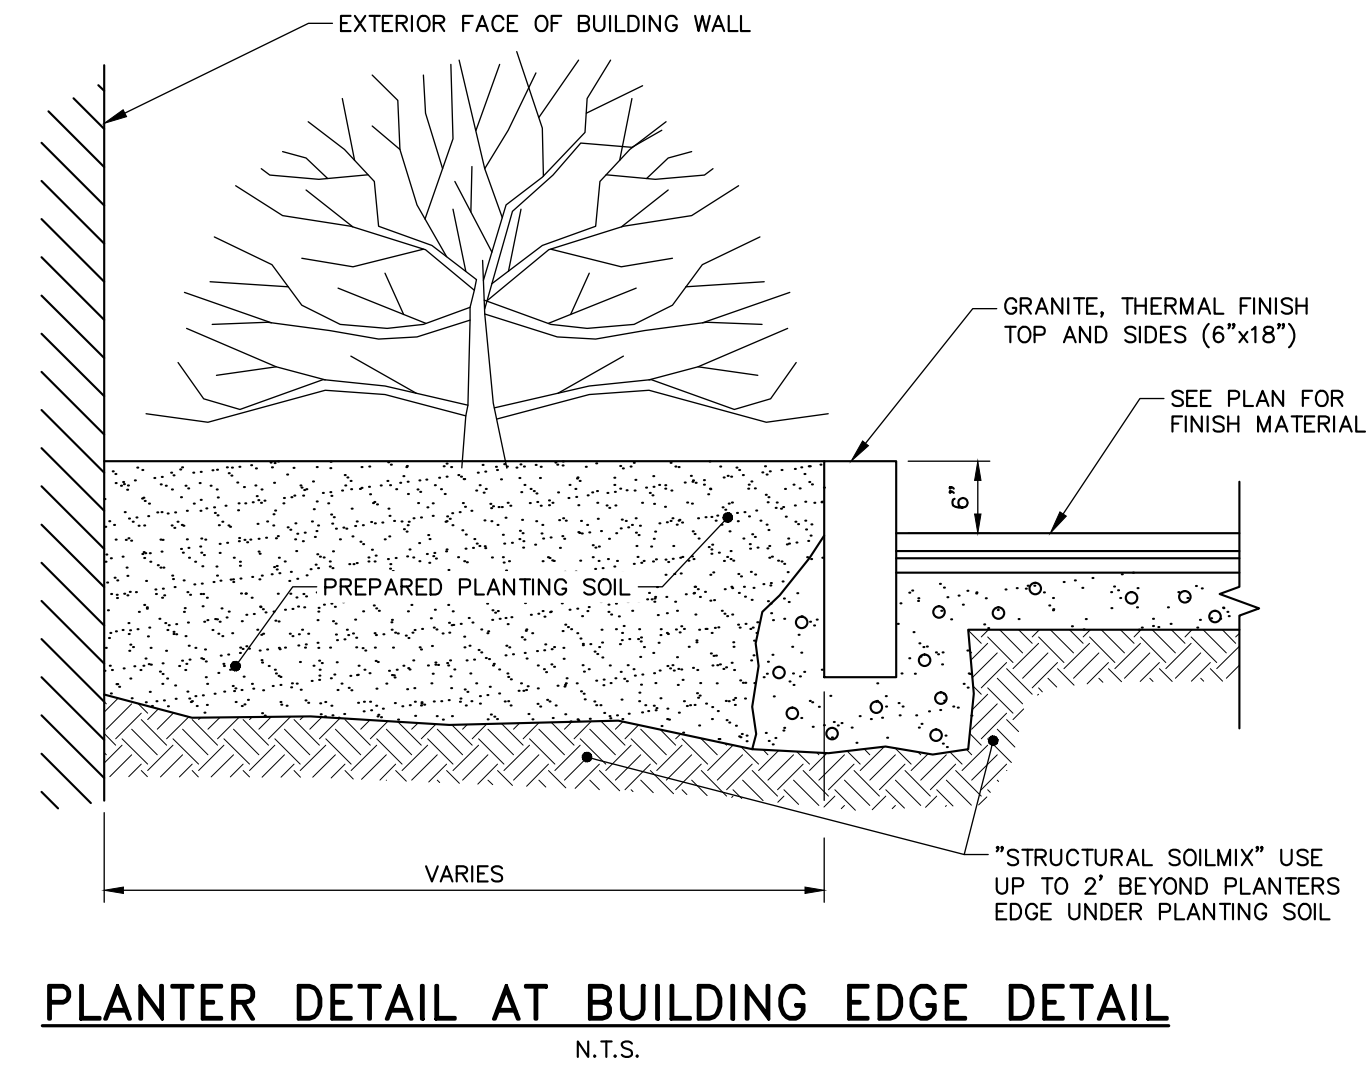 EXTERIOR FACE OF BUILDING WALL
GRANITE, THERMAL FINISH
TOP AND SIDES (6"x18")
SEE PLAN FOR
FINISH MATERIAL
6"
PREPARED PLANTING SOIL
"STRUCTURAL SOILMIX" USE
UP TO 2' BEYOND PLANTERS
EDGE UNDER PLANTING SOIL
VARIES
PLANTER DETAIL AT BUILDING EDGE DETAIL
N.T.S.